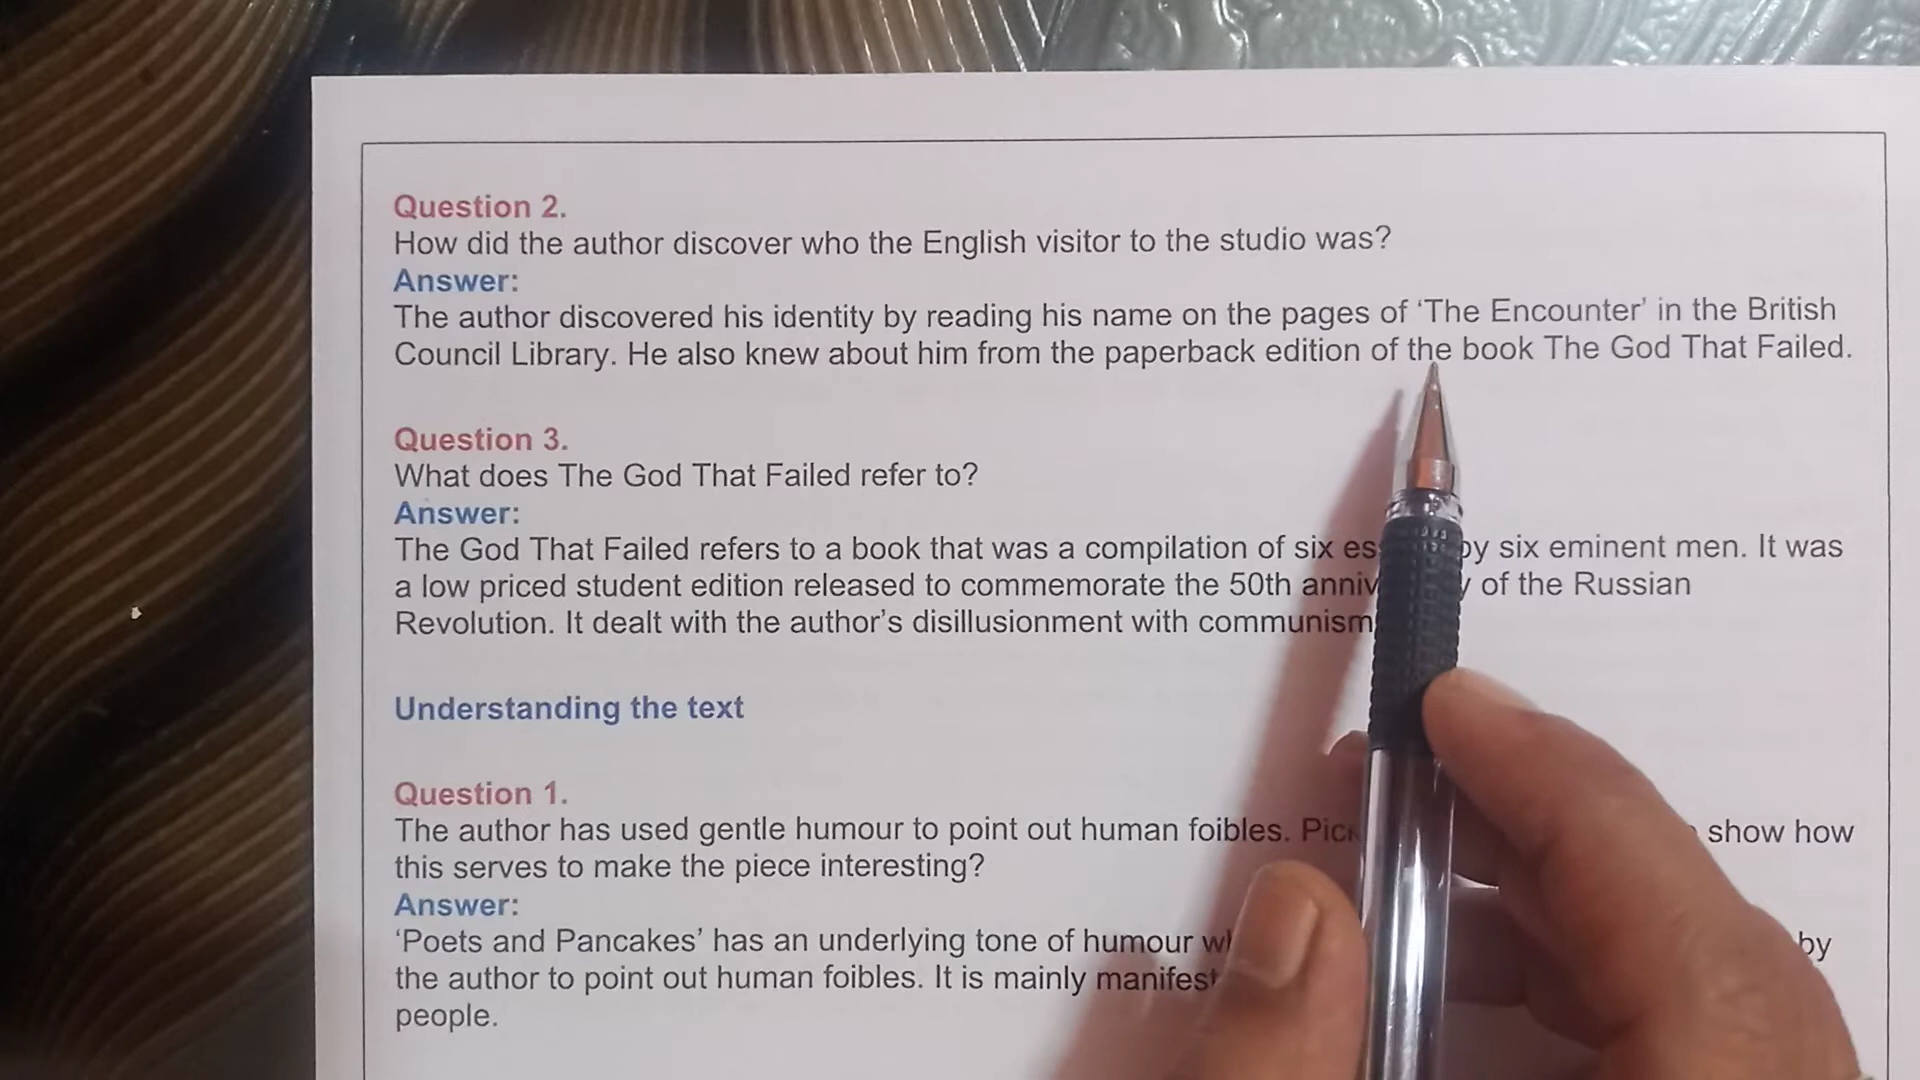 Question 2.
How did the author discover who the English visitor to the studio was?
Answer:
The author discovered his identity by reading his name on the pages of ‘The Encounter’ in the British
Council Library. He also knew about him from the paperback edition of the book The God That Failed.
Question 3.
What does The God That Failed refer to?
Answer:
The God That Failed refers to a book that was a compilation of six by six eminent men. It was
a low priced student edition released to commemorate the 50th of the Russian
Revolution. It dealt with the author’s disillusionment with communism
Understanding the text
Question 1.
The author has used gentle humour to point out human foibles. show how
this serves to make the piece interesting?
Answer:
‘Poets and Pancakes’ has an underlying tone of humour by
the author to point out human foibles. It is mainly
people.